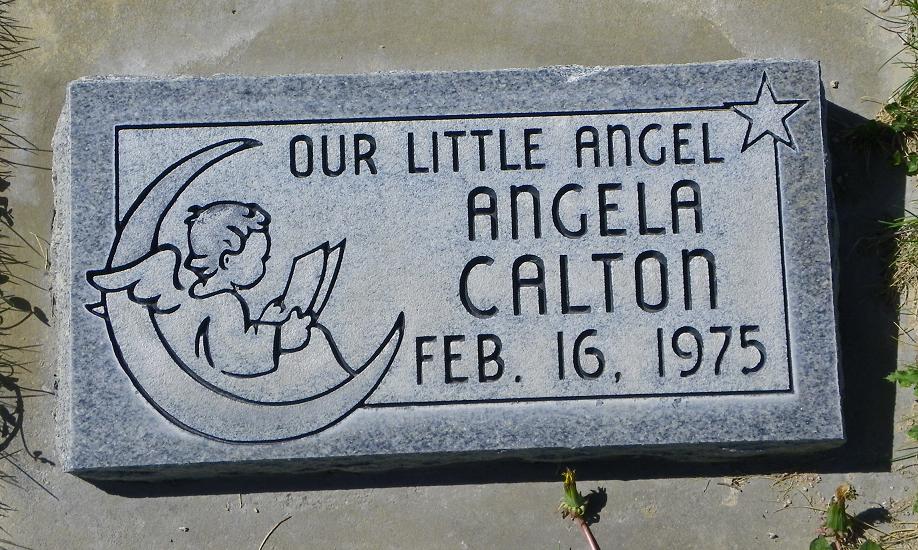 OUR LITTLE ANGEL
ANGELA
CALTON
FEB. 16, 1975